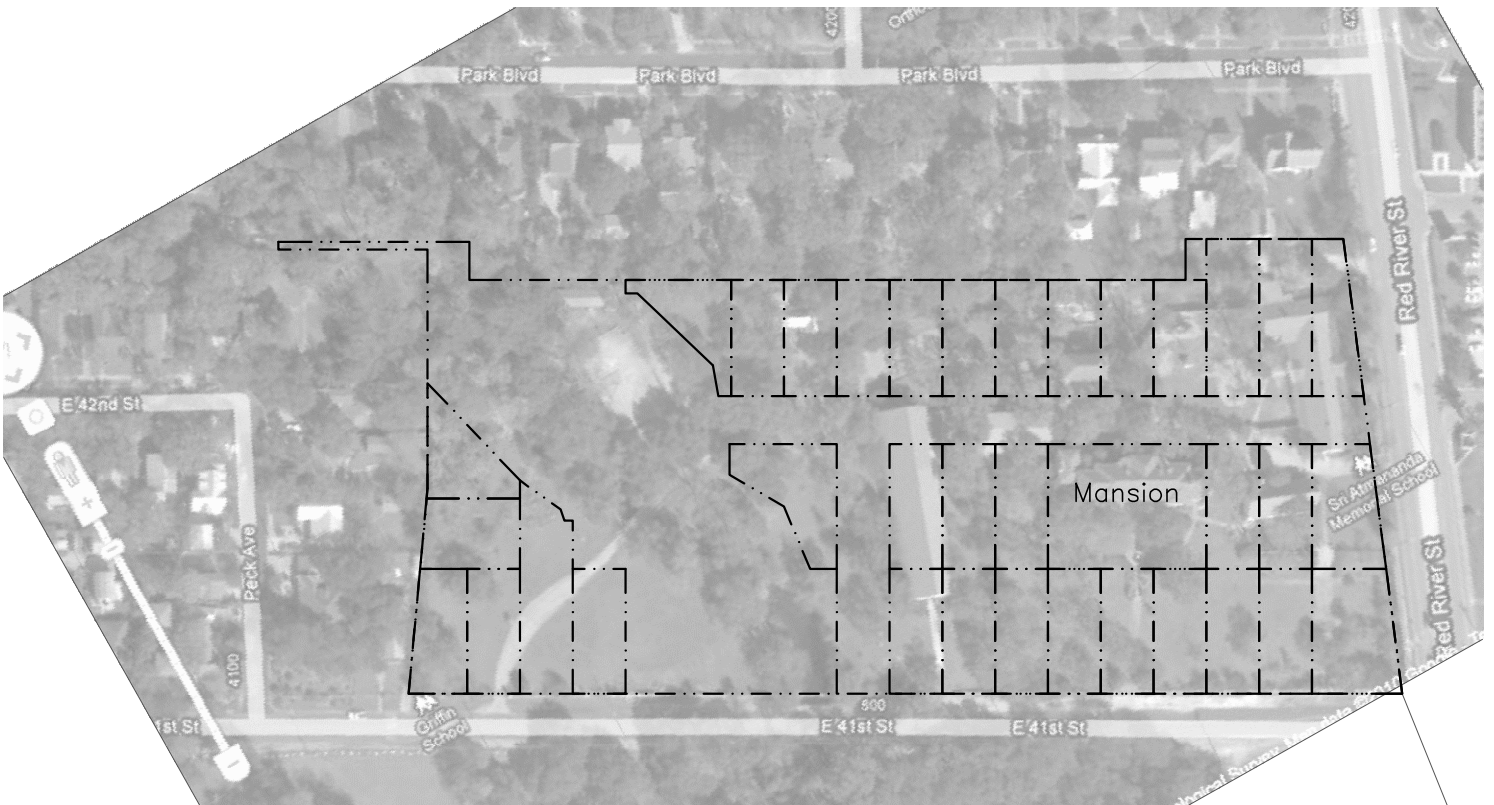 4200
Park Blvd
Park Blvd
Park Blvd
Park Blvd
Red River St
E 42nd St
Mansion
Sri Atmananda
Memorial School
Peck Ave
Red River St
4100
500
Griffin
School
1st St
E 41st St
E 41st St